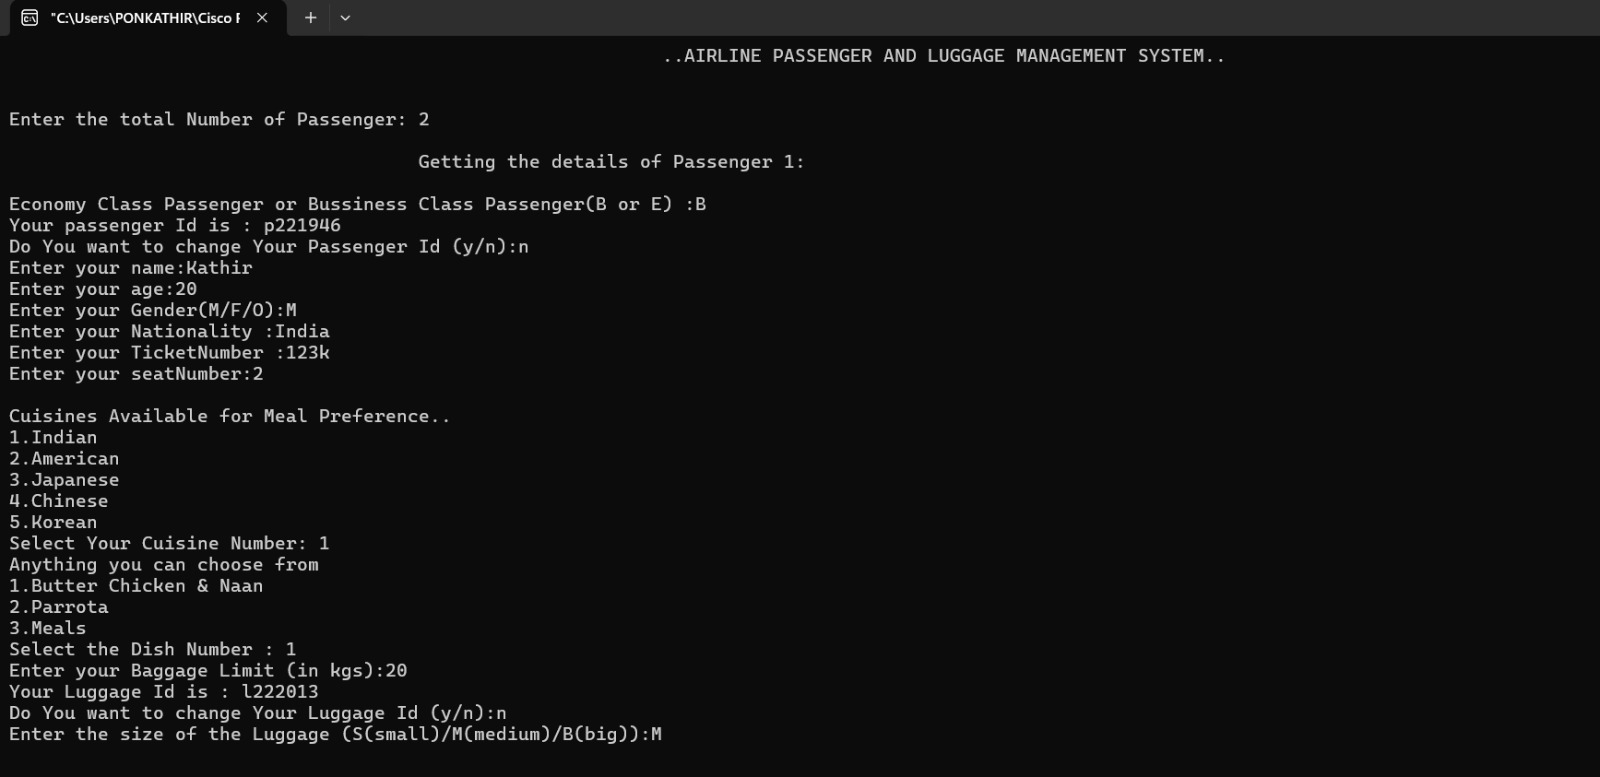 "C:\Users\PONKATHIR\Cisco F
..AIRLINE PASSENGER AND LUGGAGE MANAGEMENT SYSTEM..
Enter the total Number of Passenger: 2
Getting the details of Passenger 1:
Economy Class Passenger or Bussiness Class Passenger(B or E) :B
Your passenger Id is : p221946
Do You want to change Your Passenger Id (y/n):n
Enter your name:Kathir
Enter your age:20
Enter your Gender(M/F/O):M
Enter your Nationality :India
Enter your TicketNumber :123k
Enter your seatNumber:2
Cuisines Available for Meal Preference..
1.Indian
2.American
3.Japanese
4.Chinese
5.Korean
Select Your Cuisine Number: 1
Anything you can choose from
1.Butter Chicken & Naan
2.Parrota
3.Meals
Select the Dish Number : 1
Enter your Baggage Limit (in kgs):20
Your Luggage Id is : l222013
Do You want to change Your Luggage Id (y/n):n
Enter the size of the Luggage (S(small)/M(medium)/B(big)):M